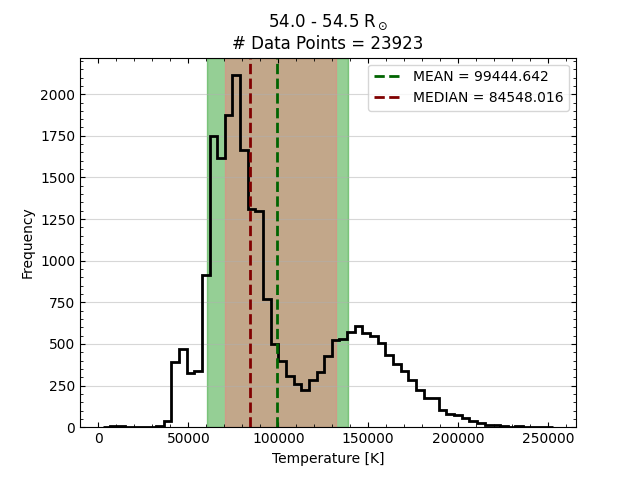 54.0 - 54.5 R⊙
# Data Points = 23923
MEAN = 99444.642
MEDIAN = 84548.016
Frequency
2000
1750
1500
1250
1000
750
500
250
0
0 50000 100000 150000 200000 250000
Temperature [K]